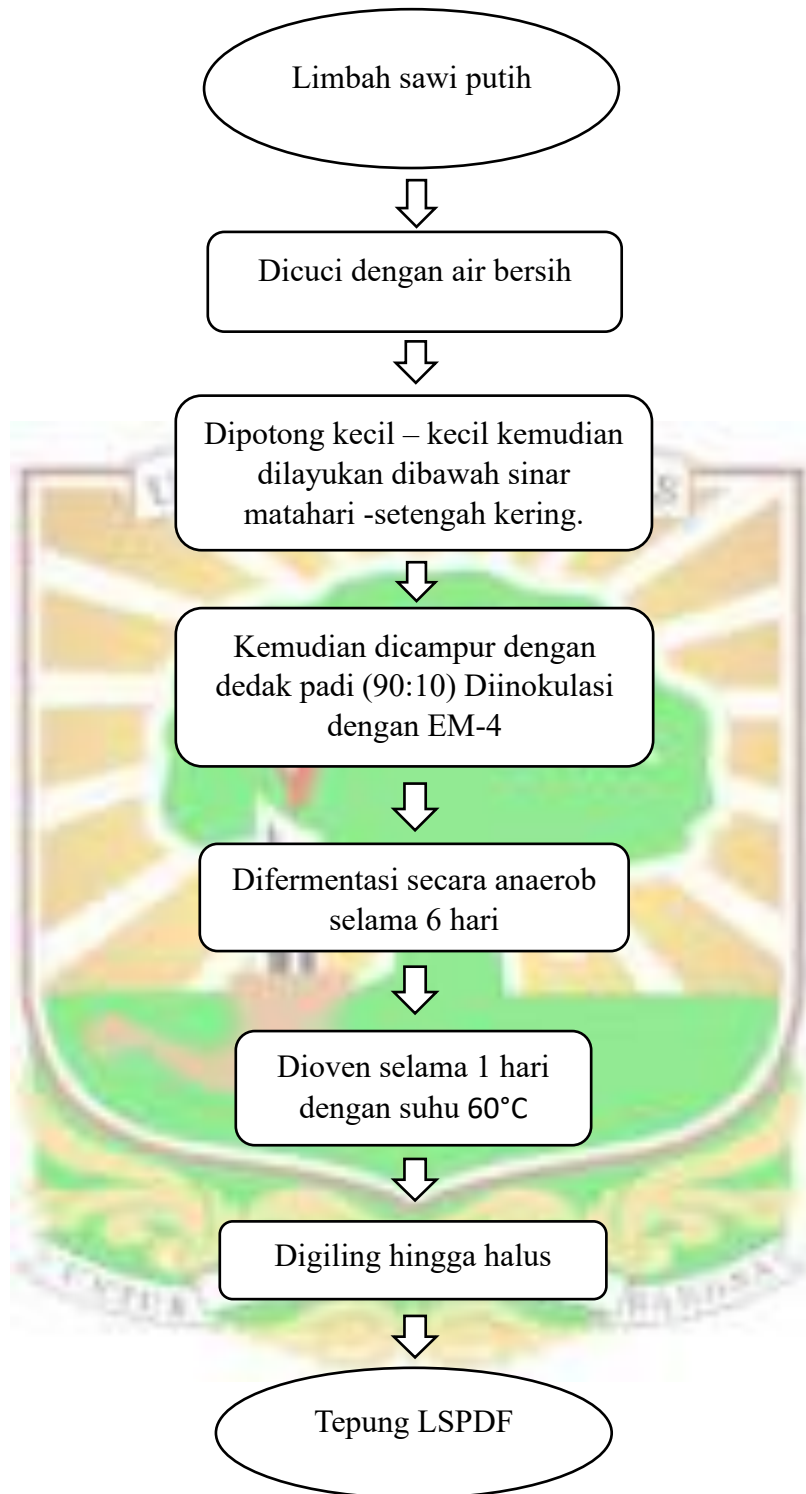 Limbah sawi putih
Dicuci dengan air bersih
Dipotong kecil – kecil kemudian
dilayukan dibawah sinar
matahari -setengah kering.
Kemudian dicampur dengan
dedak padi (90:10) Diinokulasi
dengan EM-4
Difermentasi secara anaerob
selama 6 hari
Dioven selama 1 hari
dengan suhu 60°C
Digiling hingga halus
UNTUK
BANGSA
Tepung LSPDF